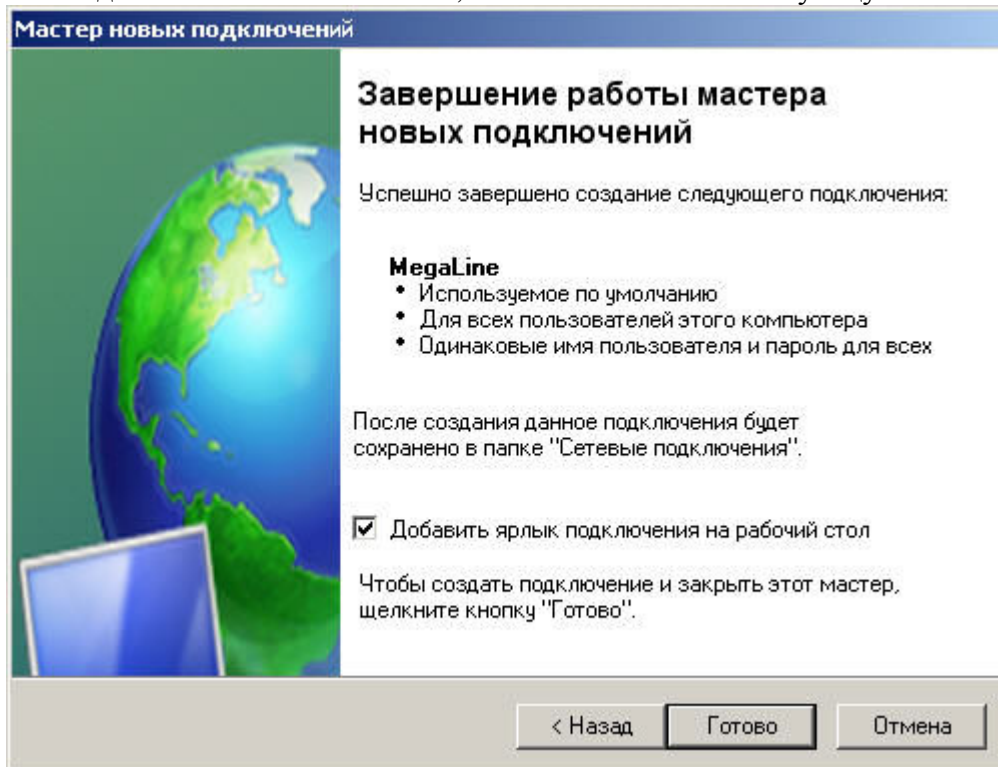 Мастер новых подключений
Завершение работы мастера
новых подключений
Успешно завершено создание следующего подключения:
MegaLine
• Используемое по умолчанию
• Для всех пользователей этого компьютера
• Одинаковые имя пользователя и пароль для всех
После создания данное подключения будет
сохранено в папке "Сетевые подключения".
Добавить ярлык подключения на рабочий стол
Чтобы создать подключение и закрыть этот мастер,
щелкните кнопку "Готово".
< Назад Готово Отмена